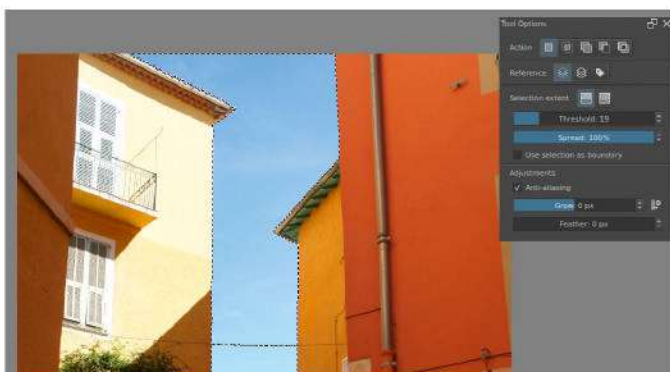 Tool Options
Action
Reference
Selection extent
Threshold: 19
Spread: 100%
Use selection as boundary
Adjustments
Anti-aliasing
Grow: 0 px
Feather: 0 px